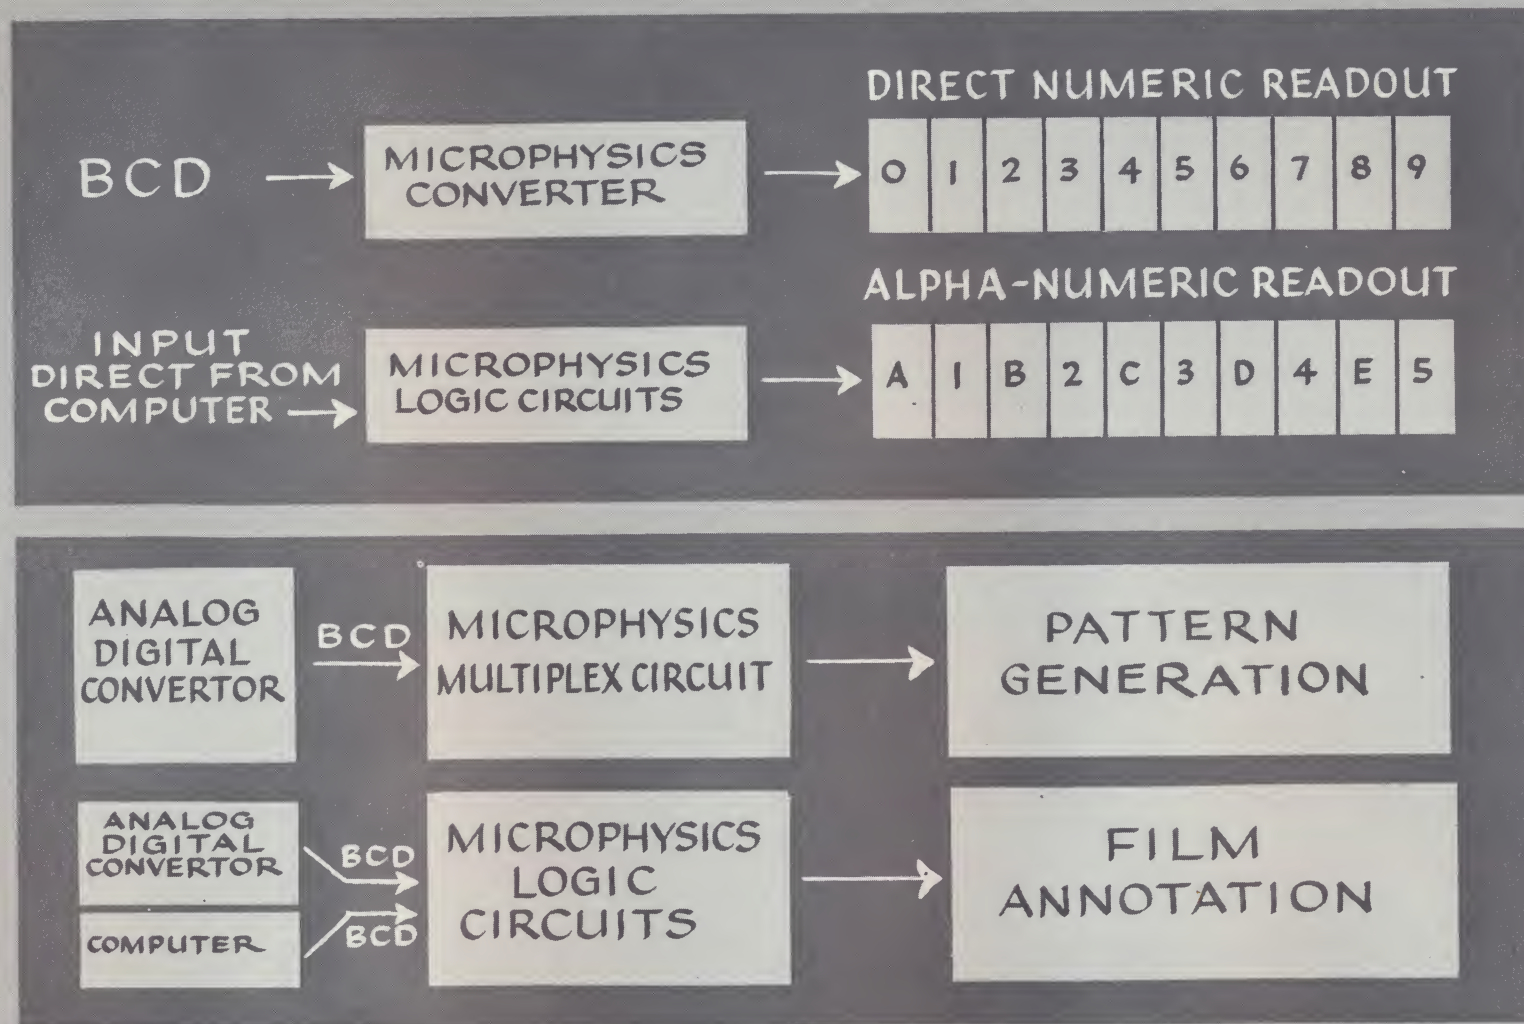 DIRECT NUMERIC READOUT
BCD
MICROPHYSICS
CONVERTER
0 1 2 3 4 5 6 7 8 9
ALPHA-NUMERIC READOUT
INPUT
DIRECT FROM
COMPUTER
MICROPHYSICS
LOGIC CIRCUITS
A 1 B 2 C 3 D 4 E 5
ANALOG
DIGITAL
CONVERTOR
BCD
MICROPHYSICS
MULTIPLEX CIRCUIT
PATTERN
GENERATION
ANALOG
DIGITAL
CONVERTOR
COMPUTER
BCD
BCD
MICROPHYSICS
LOGIC
CIRCUITS
FILM
ANNOTATION